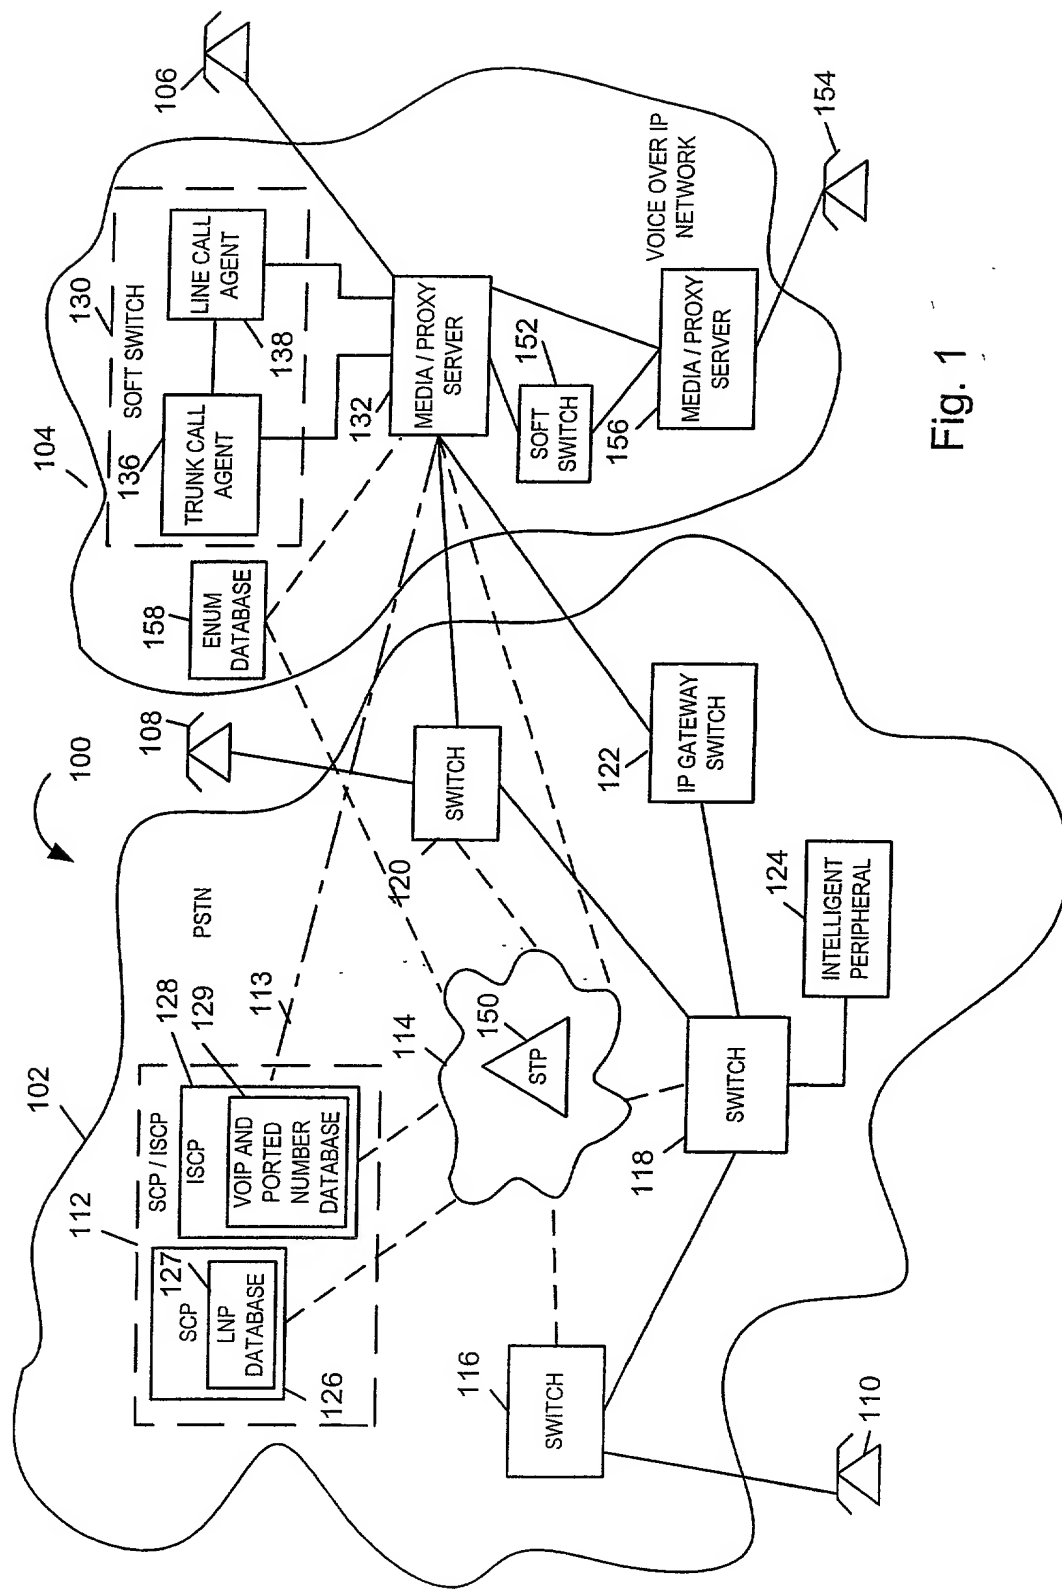 100
102
PSTN
112
SCP / ISCP
128
ISCP
129
VOIP AND
PORTED
NUMBER
DATABASE
127
SCP
LNP
DATABASE
126
113
114
150
STP
116
SWITCH
110
118
SWITCH
120
SWITCH
108
122
IP GATEWAY
SWITCH
124
INTELLIGENT
PERIPHERAL
104
130
SOFT SWITCH
136
TRUNK CALL
AGENT
LINE CALL
AGENT
138
106
158
ENUM
DATABASE
132
MEDIA / PROXY
SERVER
152
SOFT
SWITCH
VOICE OVER IP
NETWORK
156
MEDIA / PROXY
SERVER
154
Fig. 1